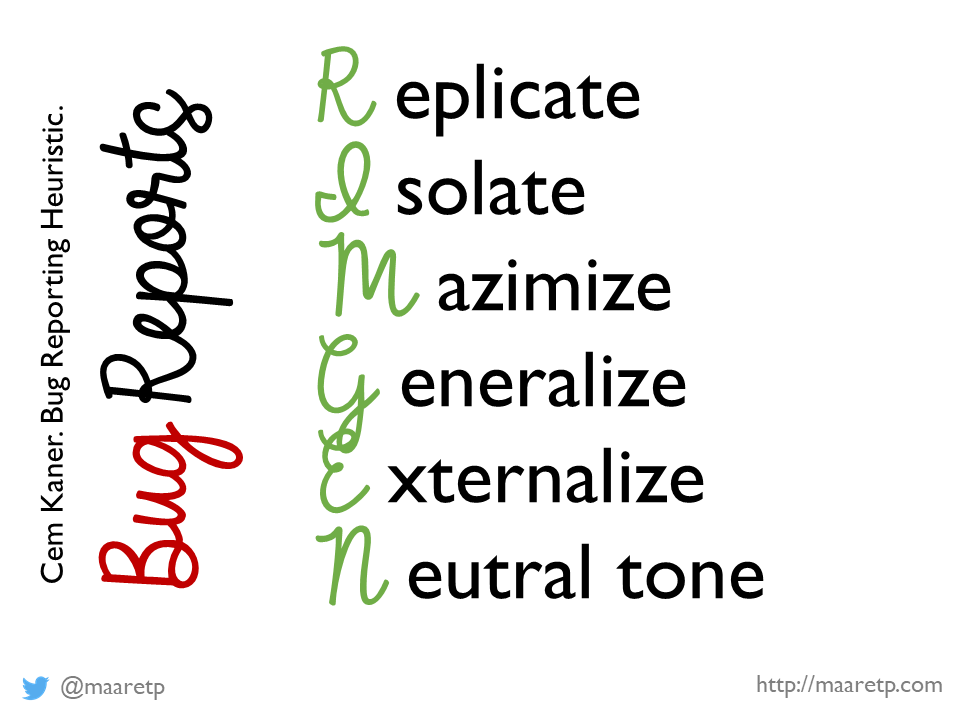 Cem Kaner. Bug Reporting Heuristic.
Bug Reports
Replicate
Isolate
Mazimize
Generalize
Externalize
Neutral tone
@maaretp
http://maaretp.com